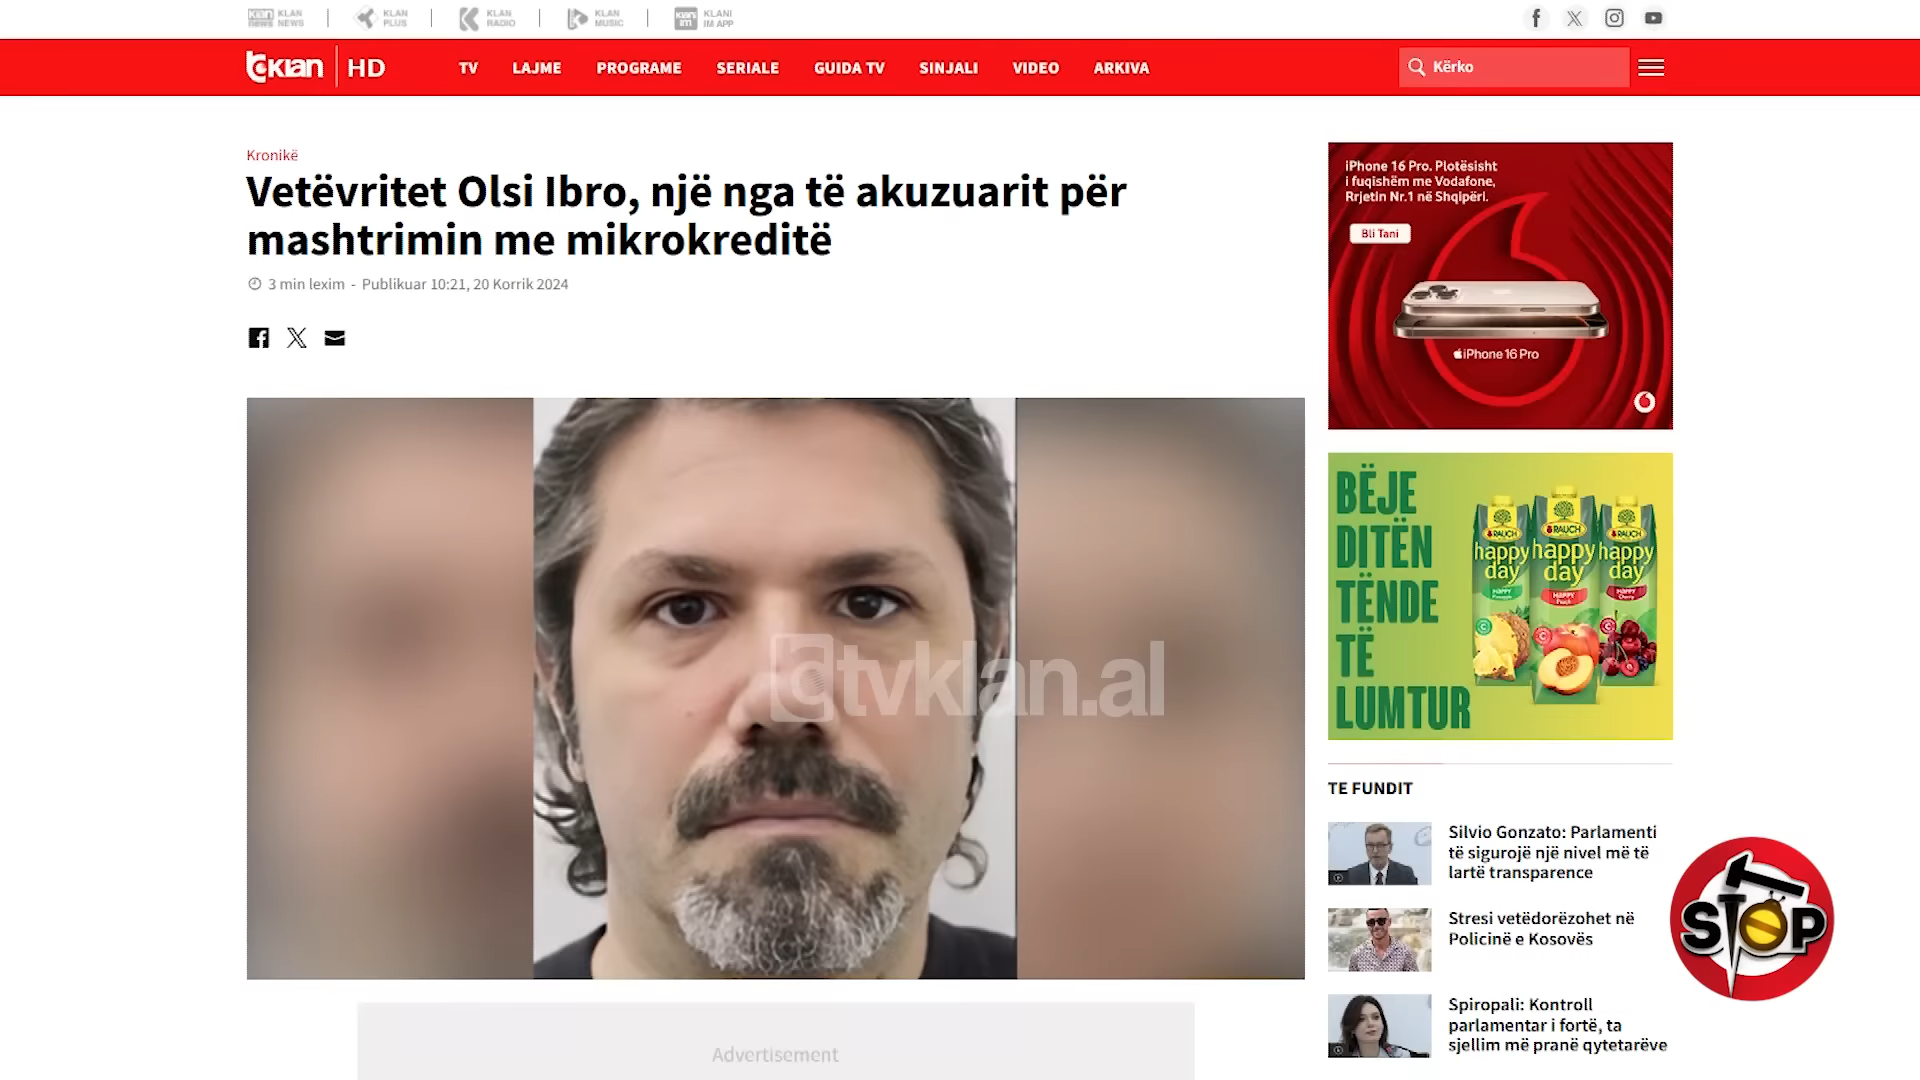 KLAN NEWS
KLAN PLUS
KLAN RADIO
KLAN MUSIC
KLANI IM APP
tvklan HD
TV
LAJME
PROGRAME
SERIALE
GUIDA TV
SINJALI
VIDEO
ARKIVA
Kërko
Kronikë
Vetëvritet Olsi Ibro, një nga të akuzuarit për
mashtrimin me mikrokreditë
3 min lexim - Publikuar 10:21, 20 Korrik 2024
tvklan.al
Advertisement
iPhone 16 Pro. Plotësisht
i fuqishëm me Vodafone,
Rrjetin Nr.1 në Shqipëri.
Bli Tani
iPhone 16 Pro
BËJE
DITËN
TËNDE
TË
LUMTUR
RAUCH
happy day
RAUCH
happy day
RAUCH
happy day
TE FUNDIT
Silvio Gonzato: Parlamenti
të sigurojë një nivel më të
lartë transparence
Stresi vetëdorëzohet në
Policinë e Kosovës
Spiropali: Kontroll
parlamentar i fortë, ta
sjellim më pranë qytetarëve
STOP